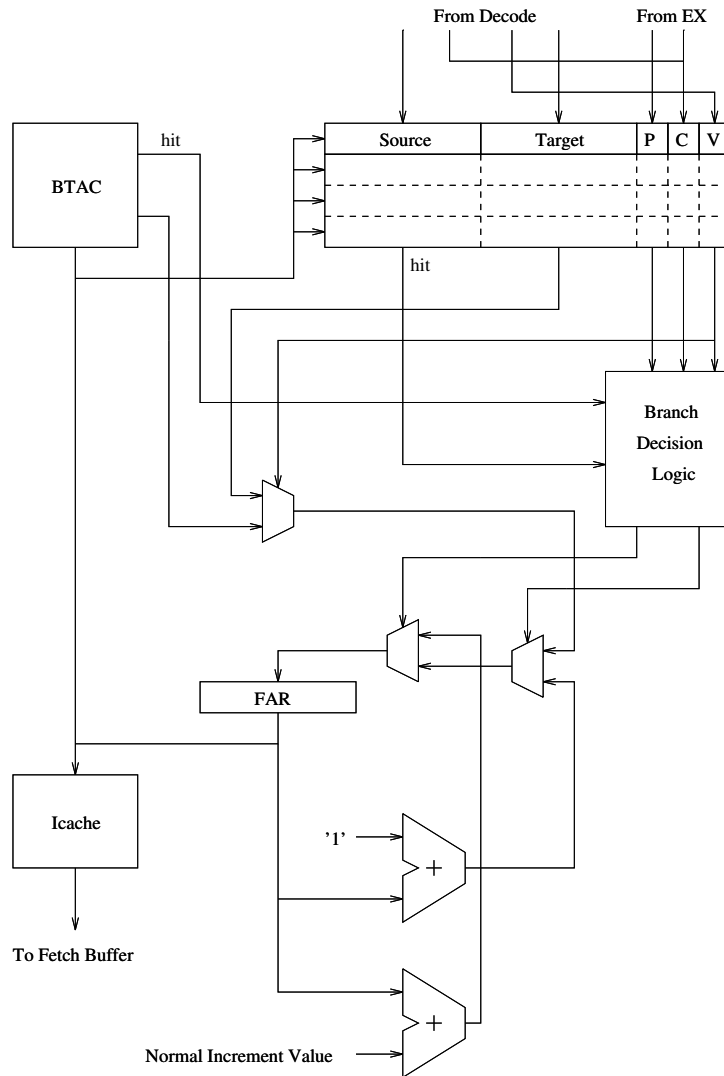 From Decode
From EX
Source
Target
P
C
V
BTAC
hit
hit
Branch
Decision
Logic
FAR
Icache
'1'
+
To Fetch Buffer
+
Normal Increment Value